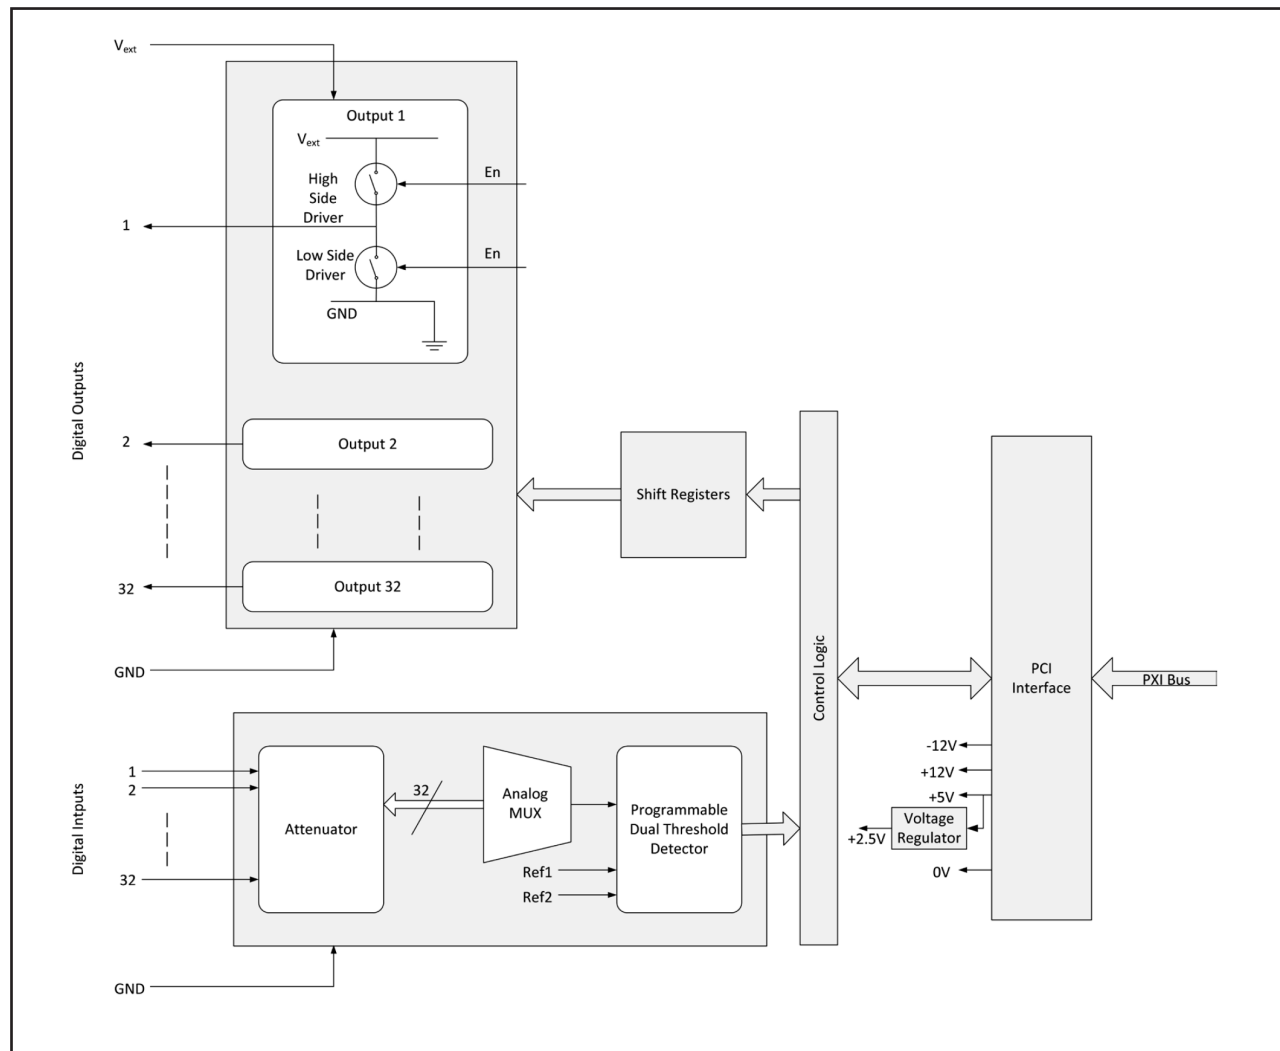 Vext
Output 1
Vext
High
Side
Driver
En
1
Low Side
Driver
En
GND
Digital Outputs
2
Output 2
Shift Registers
32
Output 32
GND
Control Logic
PCI
Interface
PXI Bus
-12V
+12V
+5V
Voltage
Regulator
+2.5V
0V
Digital Intputs
1
2
32
Attenuator
32
Analog
MUX
Programmable
Dual Threshold
Detector
Ref1
Ref2
GND